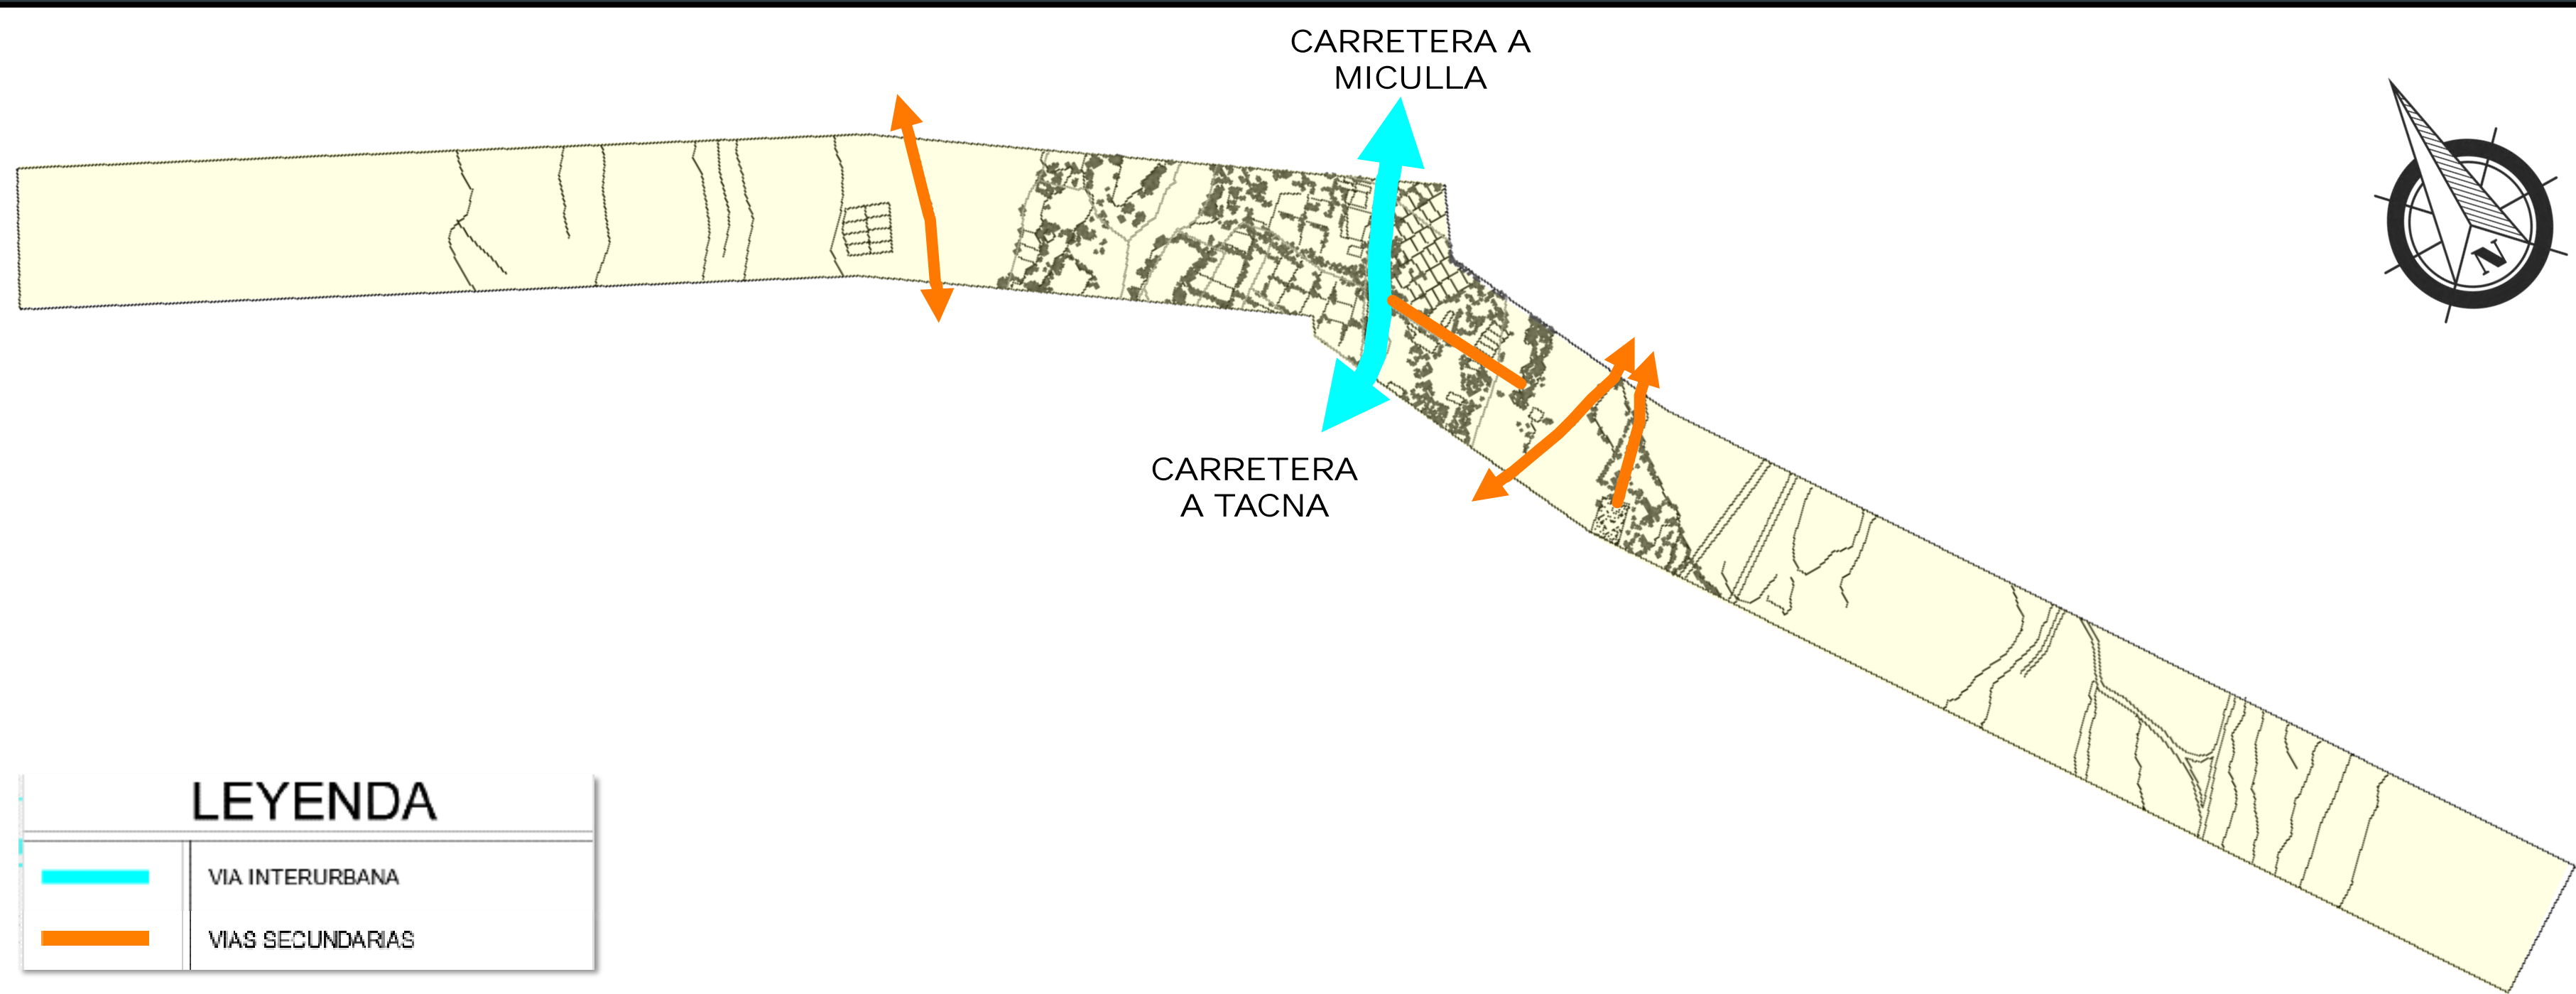 CARRETERA A
MICULLA
N
CARRETERA
A TACNA
LEYENDA
VIA INTERURBANA
VIAS SECUNDARIAS